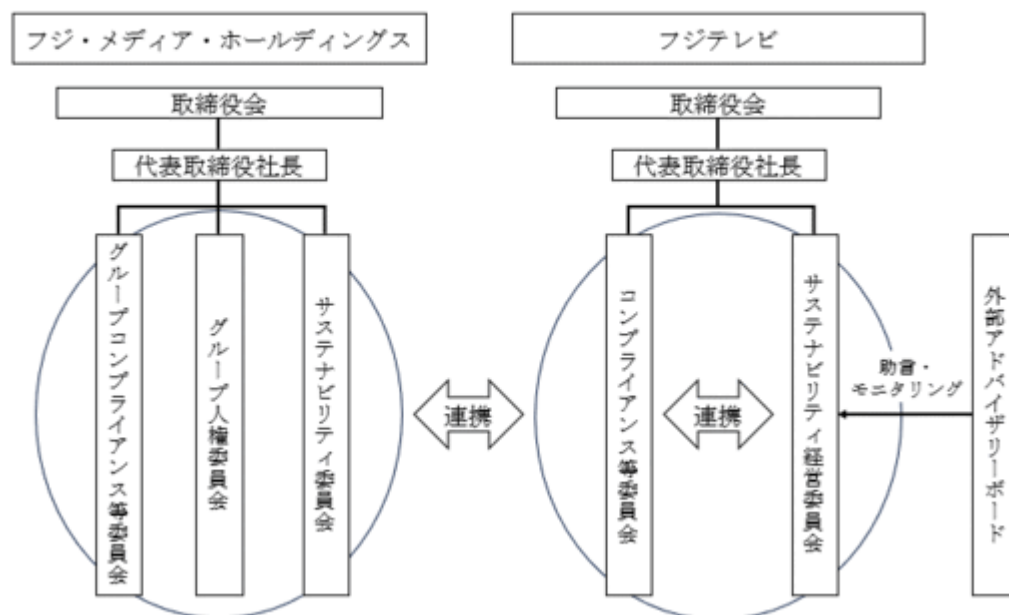 フジ・メディア・ホールディングス
取締役会
代表取締役社長
グループコンプライアンス等委員会
グループ人権委員会
サステナビリティ委員会
連携
フジテレビ
取締役会
代表取締役社長
コンプライアンス等委員会
連携
サステナビリティ経営委員会
助言・
モニタリング
外部アドバイザリーボード